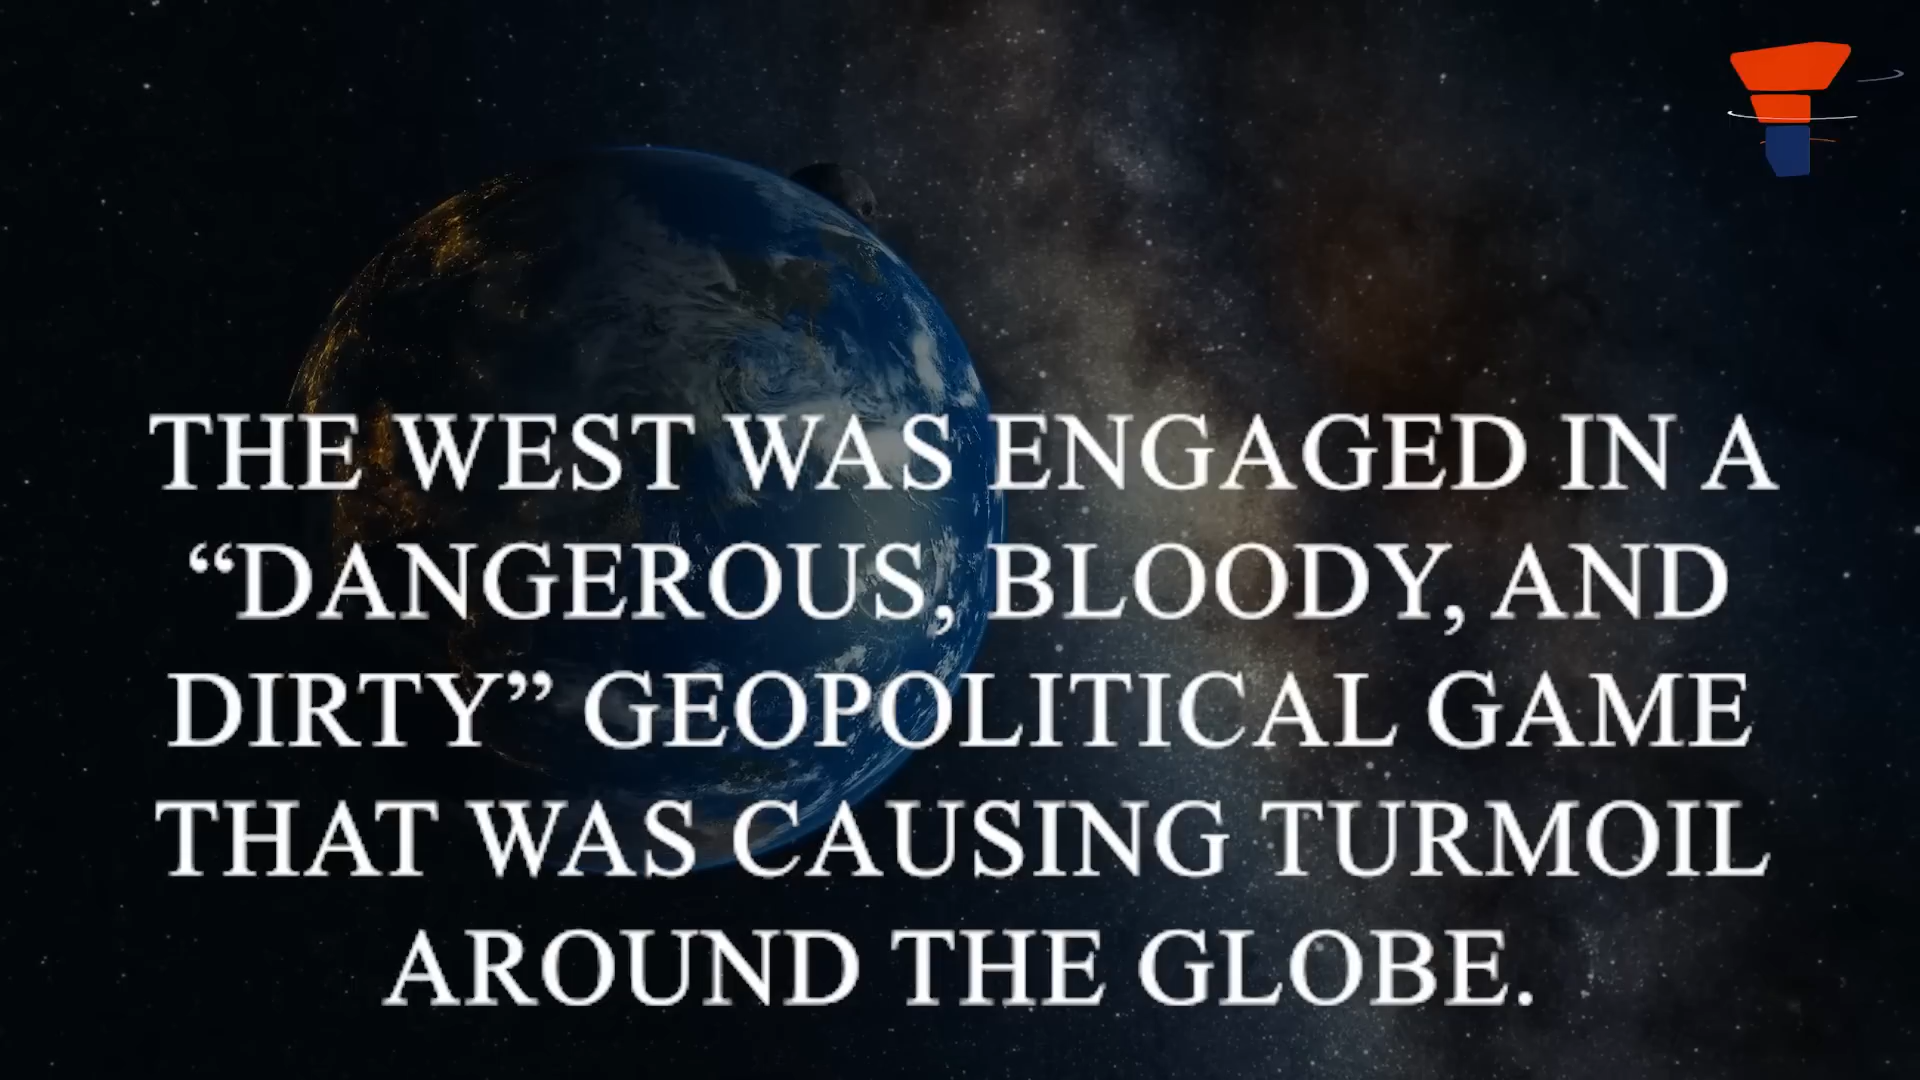 THE WEST WAS ENGAGED IN A
“DANGEROUS, BLOODY, AND
DIRTY” GEOPOLITICAL GAME
THAT WAS CAUSING TURMOIL
AROUND THE GLOBE.